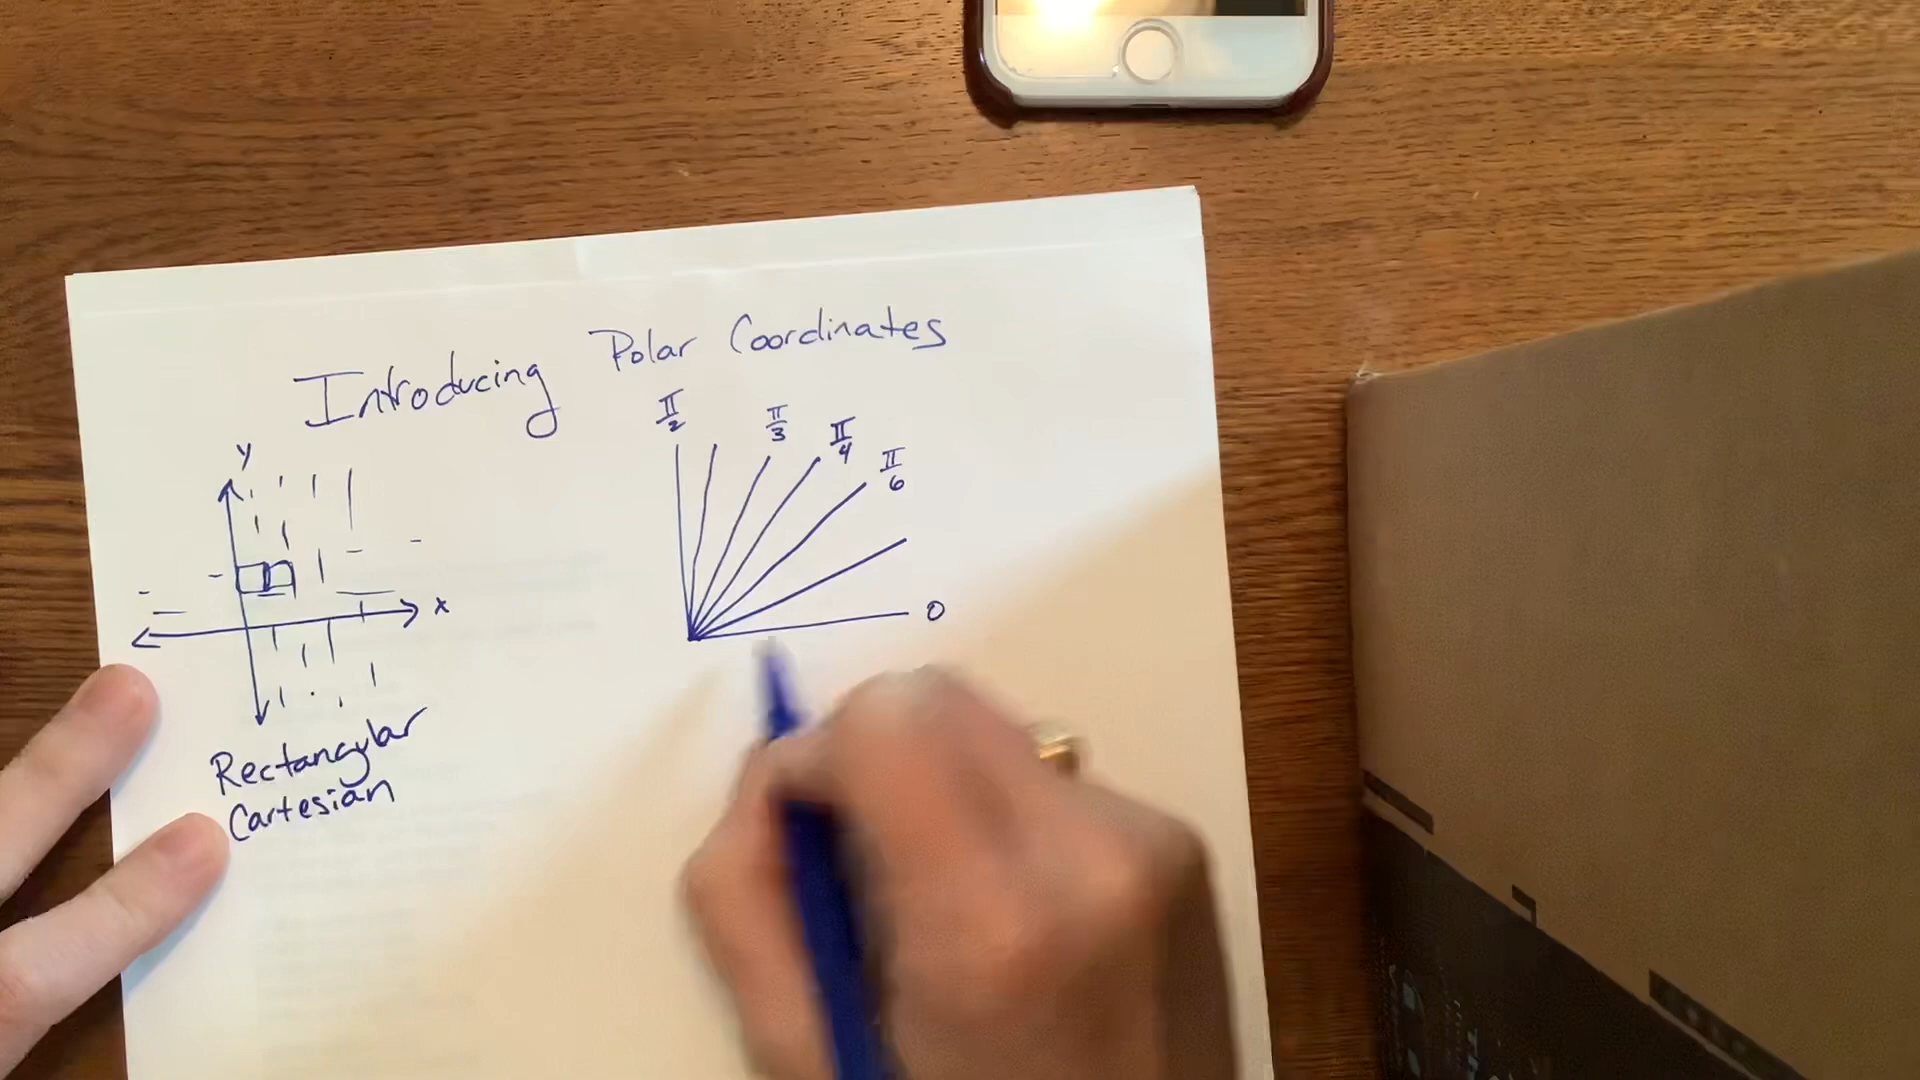 Introducing Polar Coordinates
y
x
Rectangular
Cartesian
π/2
π/3
π/4
π/6
0